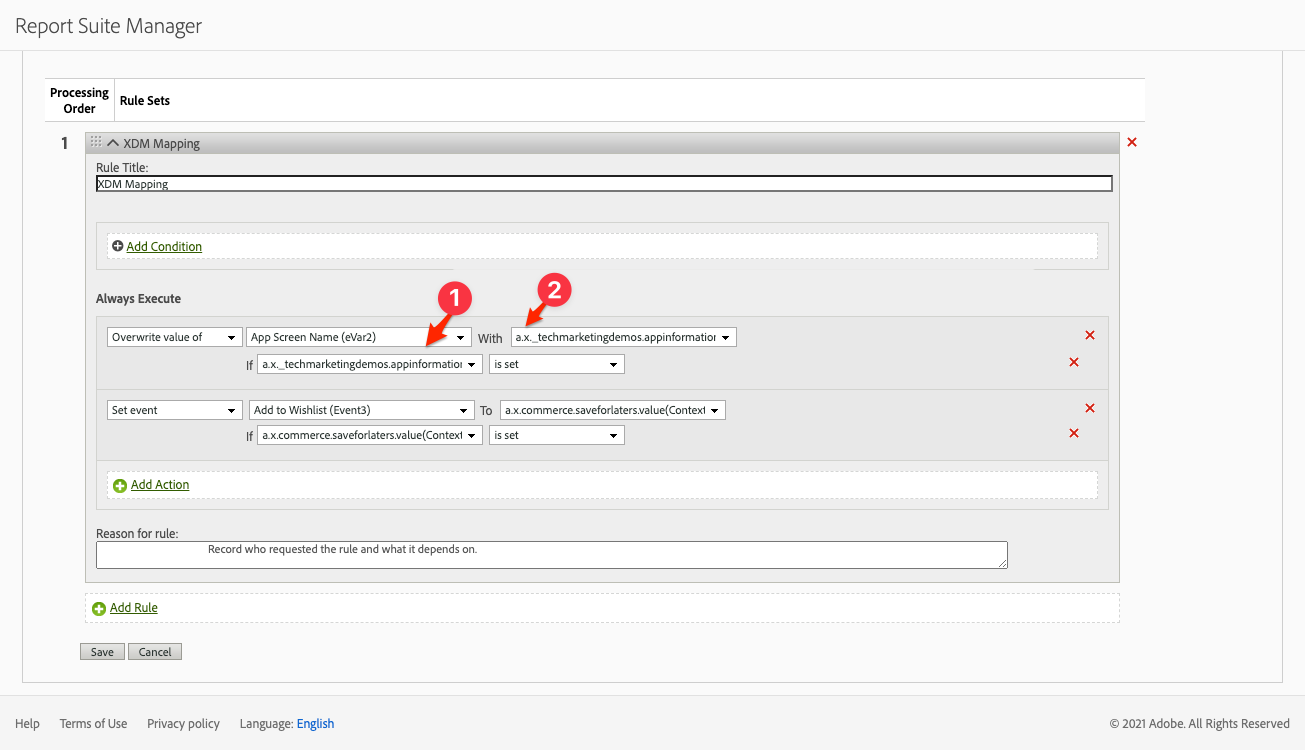 Report Suite Manager
Processing Order
Rule Sets
1
XDM Mapping
Rule Title:
XDM Mapping
Add Condition
Always Execute
1
2
Overwrite value of App Screen Name (eVar2) With a.x._techmarketingdemos.appinformation
If a.x._techmarketingdemos.appinformatio is set
Set event Add to Wishlist (Event3) To a.x.commerce.saveforlaters.value(Context
If a.x.commerce.saveforlaters.value(Context is set
Add Action
Reason for rule:
Record who requested the rule and what it depends on.
Add Rule
Save Cancel
Help Terms of Use Privacy policy Language: English © 2021 Adobe. All Rights Reserved